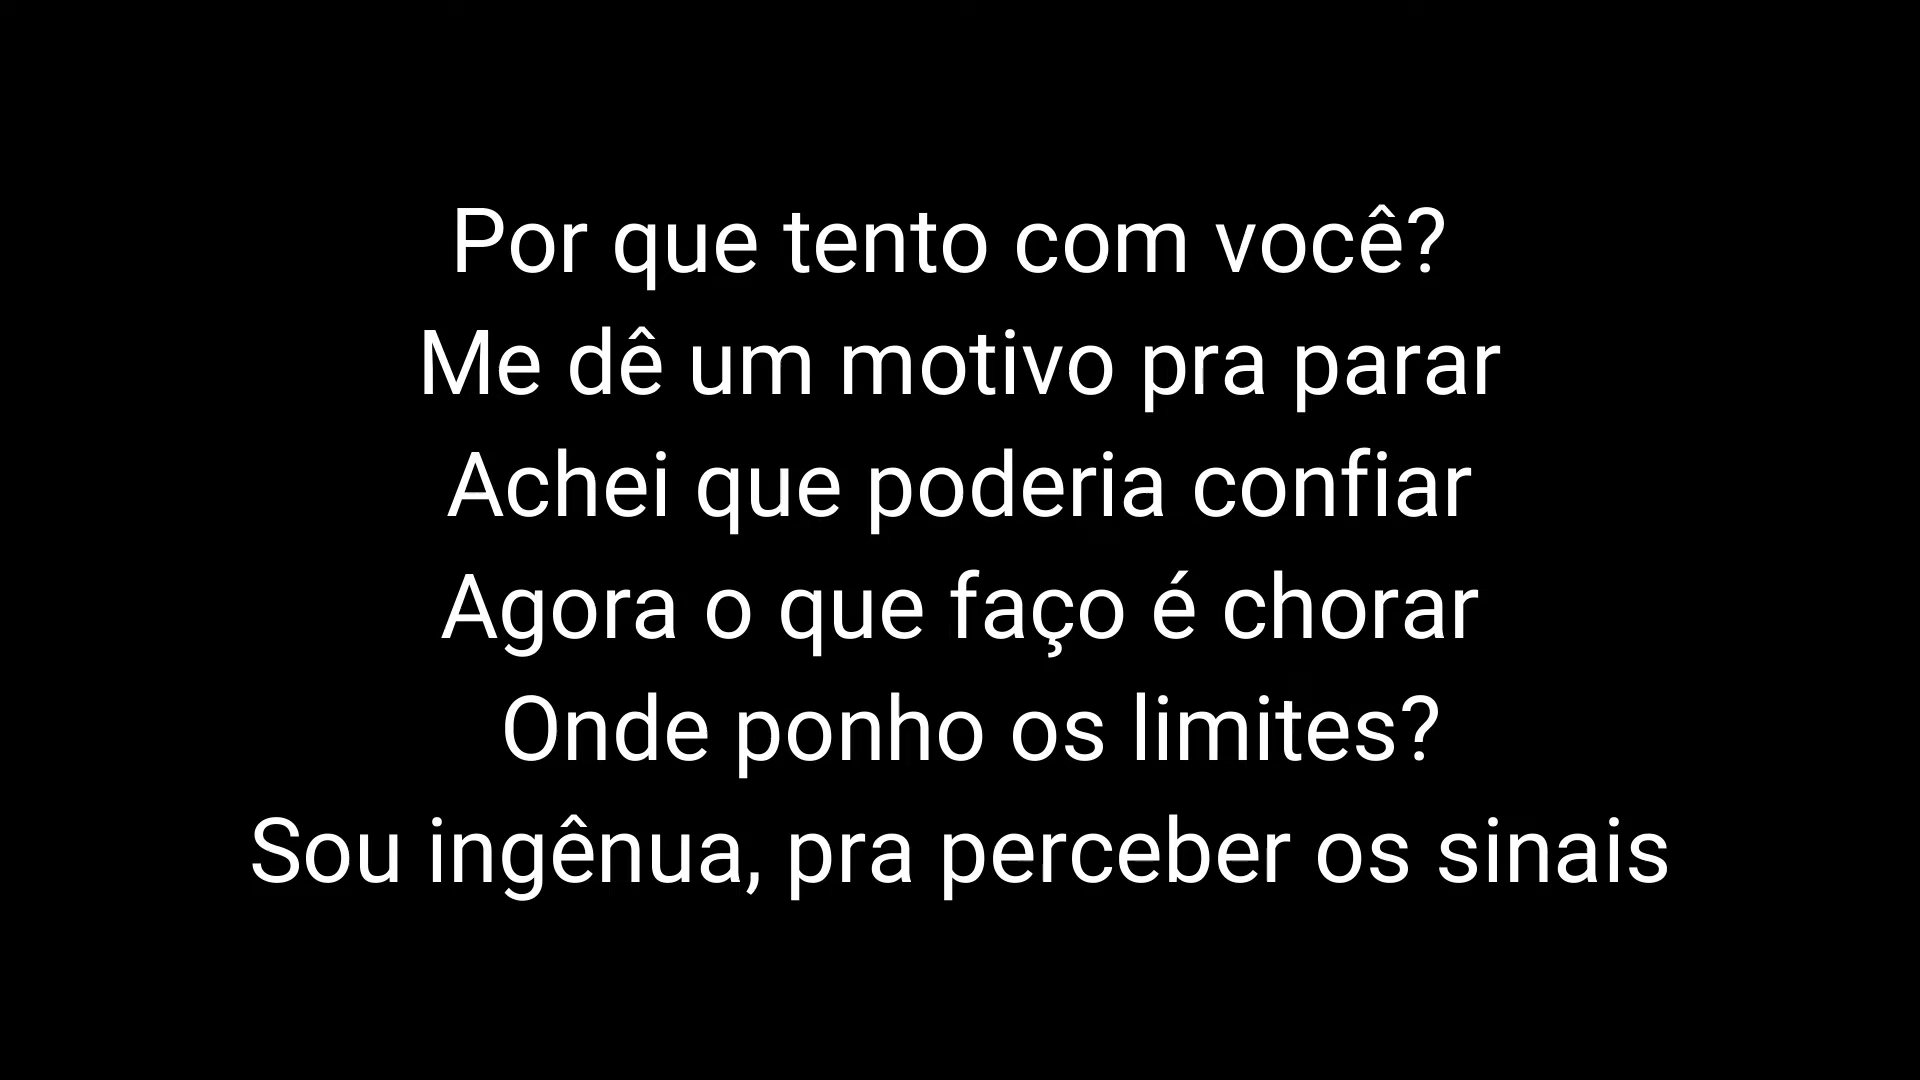 Por que tento com você?
Me dê um motivo pra parar
Achei que poderia confiar
Agora o que faço é chorar
Onde ponho os limites?
Sou ingênua, pra perceber os sinais